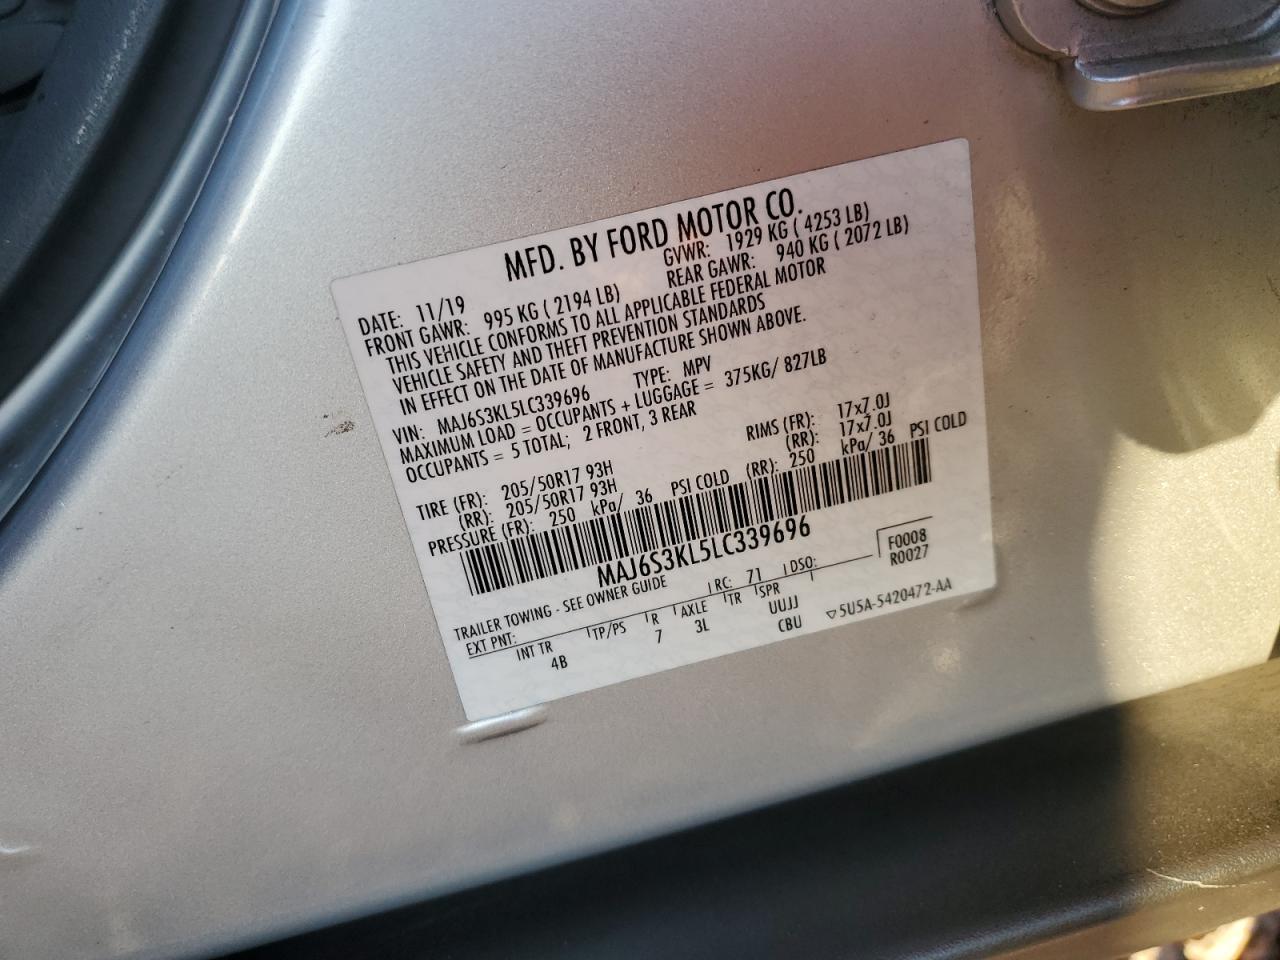 MFD. BY FORD MOTOR CO.
DATE: 11/19 GVWR: 1929 KG ( 4253 LB)
FRONT GAWR: 995 KG ( 2194 LB) REAR GAWR: 940 KG ( 2072 LB)
THIS VEHICLE CONFORMS TO ALL APPLICABLE FEDERAL MOTOR
VEHICLE SAFETY AND THEFT PREVENTION STANDARDS
IN EFFECT ON THE DATE OF MANUFACTURE SHOWN ABOVE.
VIN: MAJ6S3KL5LC339696 TYPE: MPV
MAXIMUM LOAD = OCCUPANTS + LUGGAGE = 375KG/ 827LB
OCCUPANTS = 5 TOTAL; 2 FRONT, 3 REAR
TIRE (FR): 205/50R17 93H RIMS (FR): 17x7.0J
(RR): 205/50R17 93H (RR): 17x7.0J
PRESSURE (FR): 250 kPa/ 36 PSI COLD (RR): 250 kPa/ 36 PSI COLD
MAJ6S3KL5LC339696
F0008
R0027
TRAILER TOWING - SEE OWNER GUIDE
EXT PNT: RC: 71 DSO:
INT TR TP/PS R AXLE TR SPR
4B 7 3L UUJJ
CBU
▽5U5A-5420472-AA